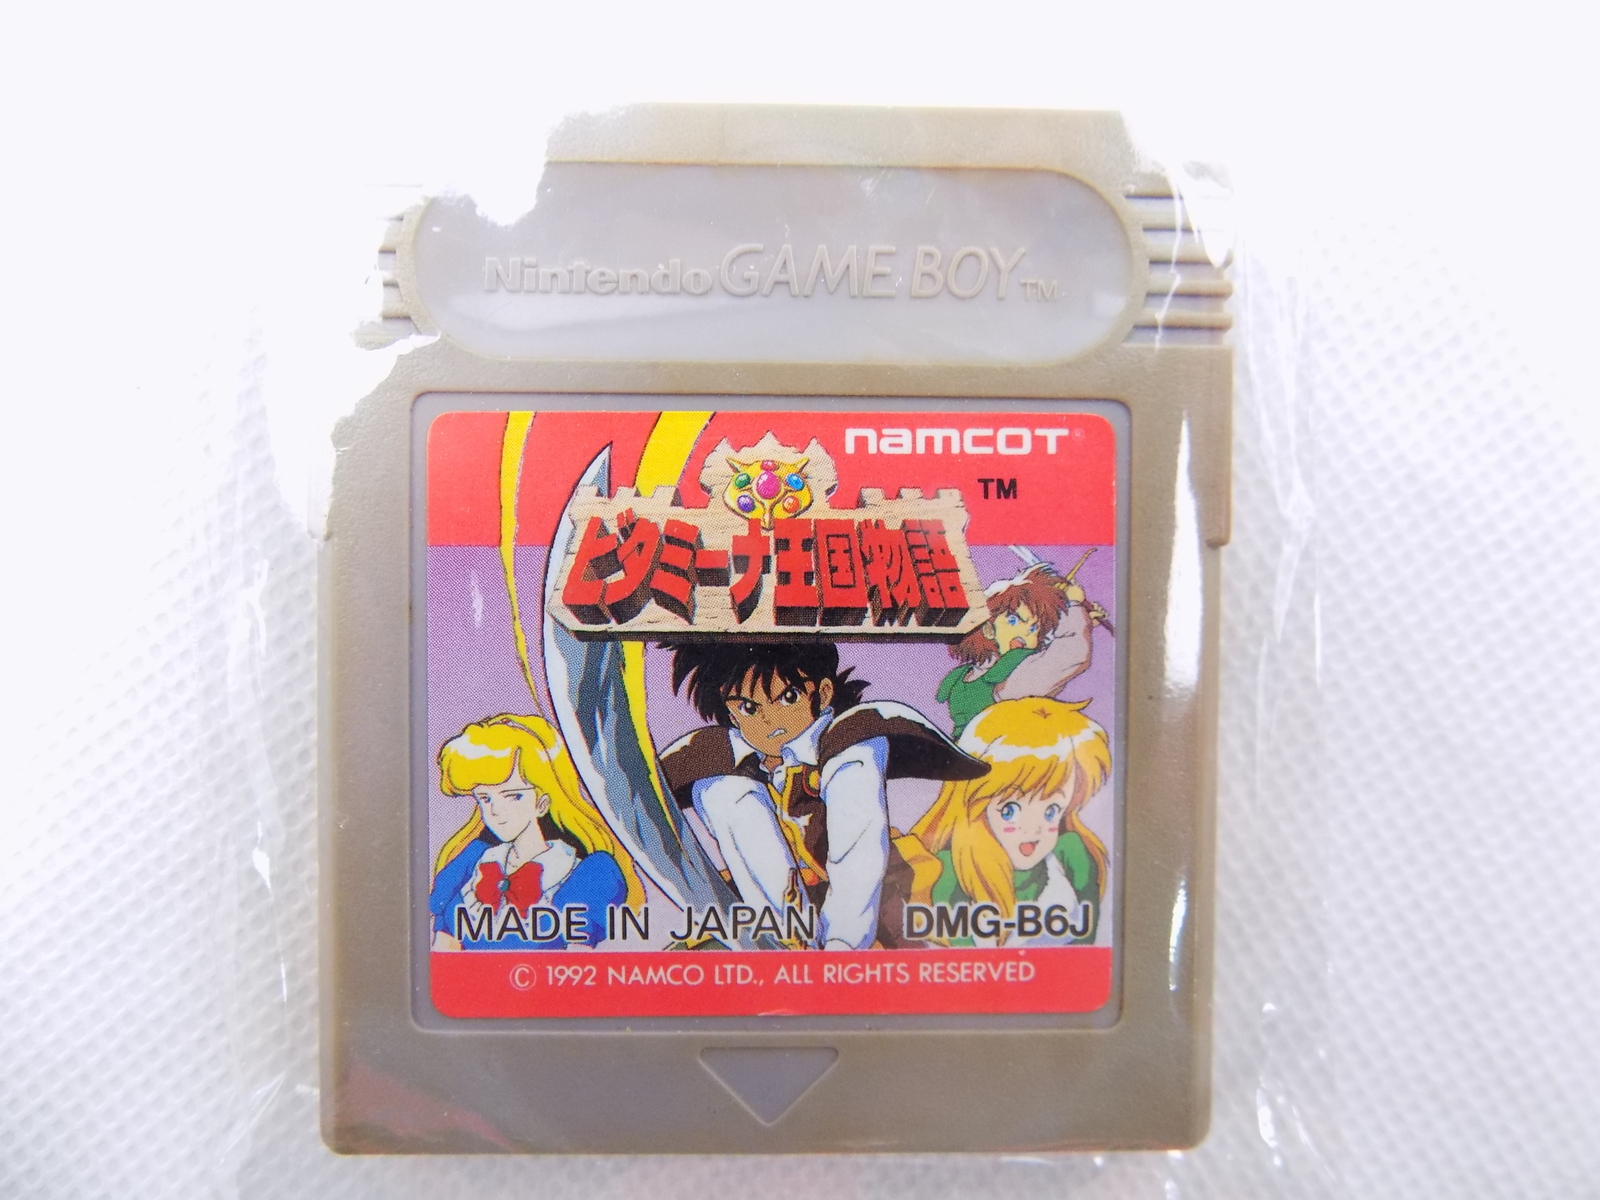 Nintendo GAME BOY TM
namcot
TM
ビタミーナ王国物語
MADE IN JAPAN DMG-B6J
© 1992 NAMCO LTD., ALL RIGHTS RESERVED